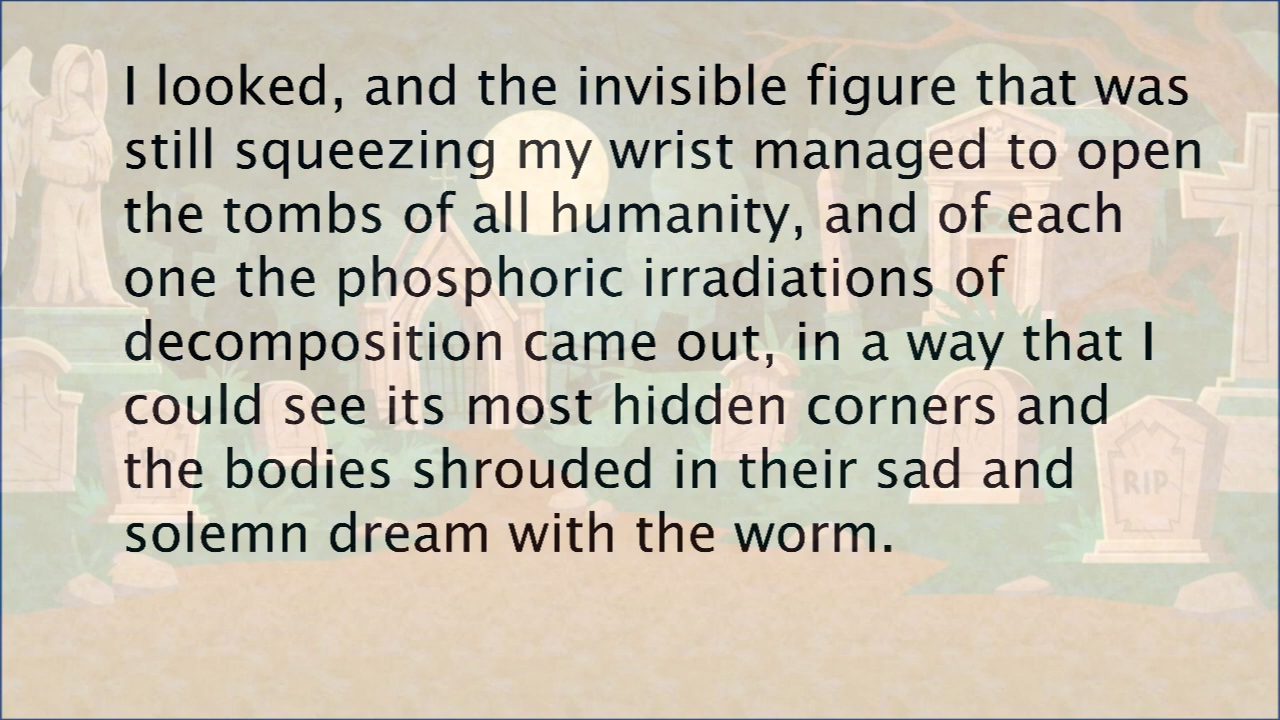 I looked, and the invisible figure that was
still squeezing my wrist managed to open
the tombs of all humanity, and of each
one the phosphoric irradiations of
decomposition came out, in a way that I
could see its most hidden corners and
the bodies shrouded in their sad and
solemn dream with the worm.
RIP